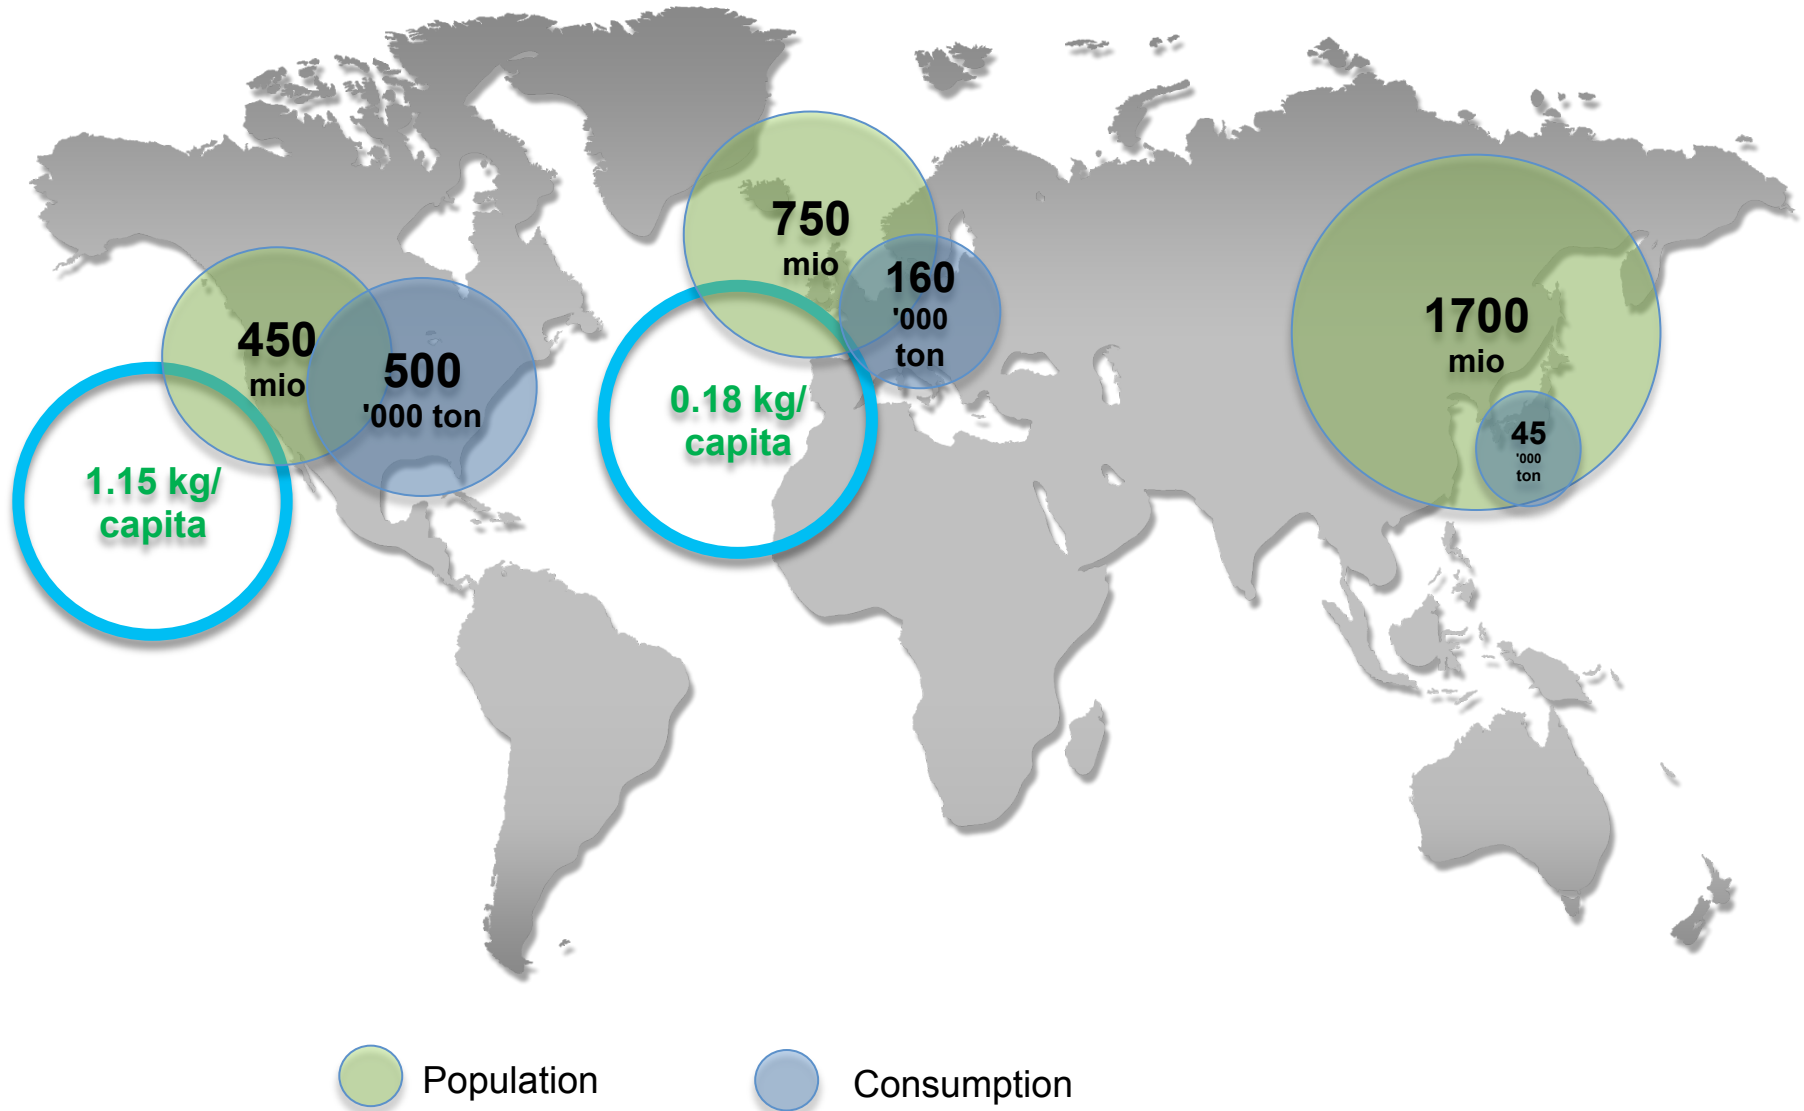 750
mio
160
'000
ton
1700
mio
450
mio
500
'000 ton
0.18 kg/
capita
45
'000
ton
1.15 kg/
capita
Population
Consumption